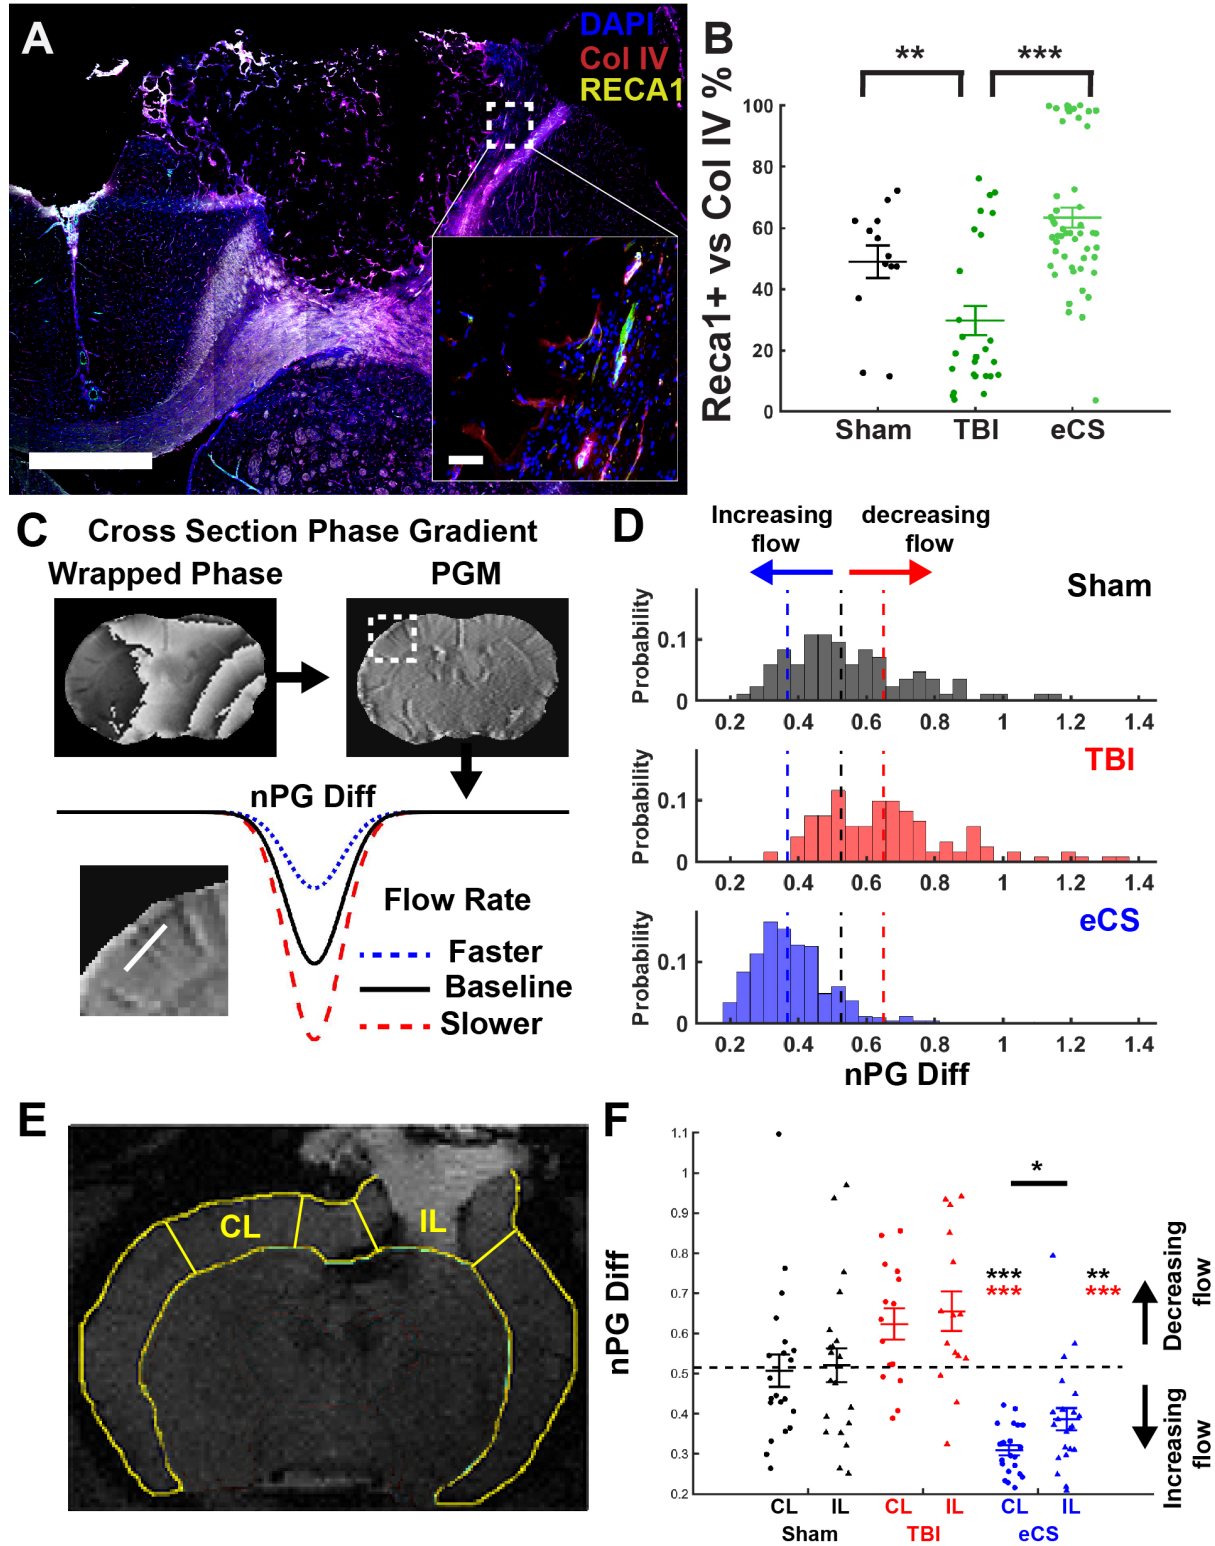 A
DAPI
Col IV
RECA1
B
**
***
Reca1+ vs Col IV %
100
80
60
40
20
0
Sham
TBI
eCS
C
Cross Section Phase Gradient
Wrapped Phase
PGM
nPG Diff
Flow Rate
Faster
Baseline
Slower
D
Increasing
flow
decreasing
flow
Sham
Probability
0.1
0
0.2 0.4 0.6 0.8 1 1.2 1.4
TBI
Probability
0.1
0
0.2 0.4 0.6 0.8 1 1.2 1.4
eCS
Probability
0.1
0
0.2 0.4 0.6 0.8 1 1.2 1.4
nPG Diff
E
CL
IL
F
nPG Diff
1.1
1
0.9
0.8
0.7
0.6
0.5
0.4
0.3
0.2
*
***
***
**
***
Decreasing
flow
Increasing
flow
CL IL CL IL CL IL
Sham TBI eCS